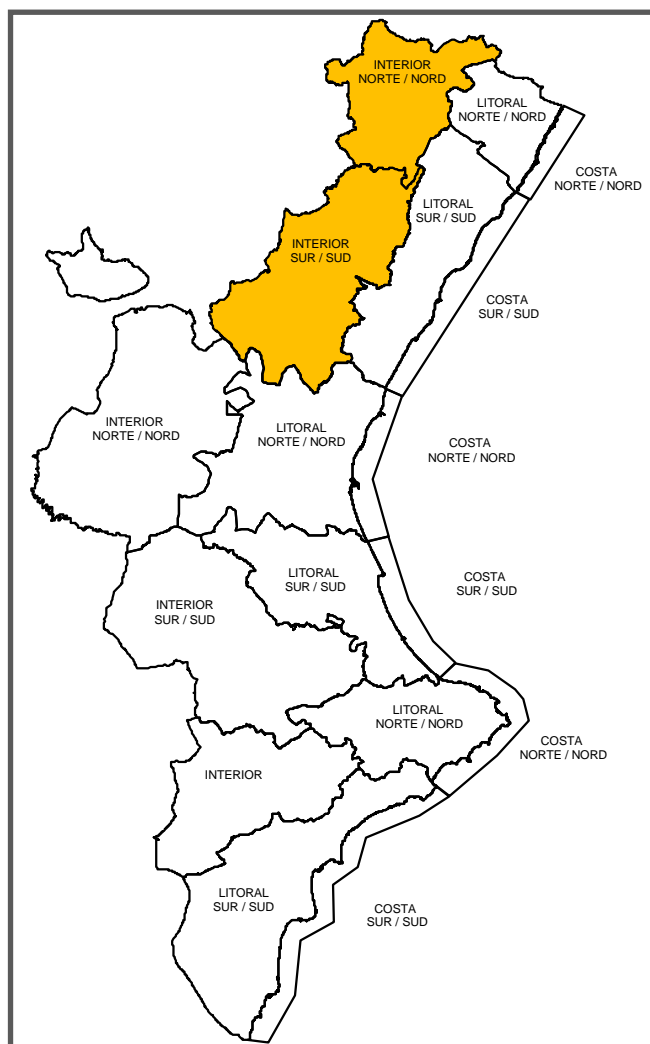 INTERIOR
NORTE / NORD
LITORAL
NORTE / NORD
COSTA
NORTE / NORD
LITORAL
SUR / SUD
INTERIOR
SUR / SUD
COSTA
SUR / SUD
INTERIOR
NORTE / NORD
LITORAL
NORTE / NORD
COSTA
NORTE / NORD
LITORAL
SUR / SUD
COSTA
SUR / SUD
INTERIOR
SUR / SUD
LITORAL
NORTE / NORD
COSTA
NORTE / NORD
INTERIOR
LITORAL
SUR / SUD
COSTA
SUR / SUD